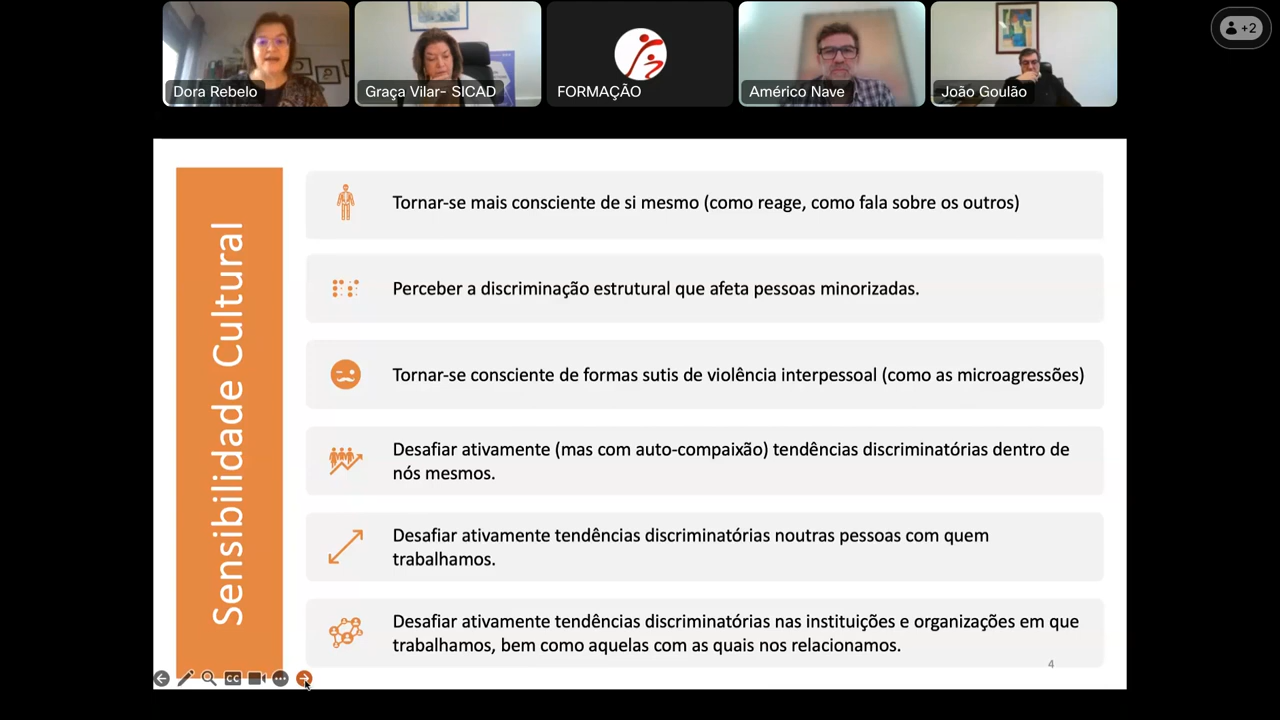 +2
Dora Rebelo
Graça Vilar- SICAD
FORMAÇÃO
Américo Nave
João Goulão
Sensibilidade Cultural
Tornar-se mais consciente de si mesmo (como reage, como fala sobre os outros)
Perceber a discriminação estrutural que afeta pessoas minorizadas.
Tornar-se consciente de formas sutis de violência interpessoal (como as microagressões)
Desafiar ativamente (mas com auto-compaixão) tendências discriminatórias dentro de
nós mesmos.
Desafiar ativamente tendências discriminatórias noutras pessoas com quem
trabalhamos.
Desafiar ativamente tendências discriminatórias nas instituições e organizações em que
trabalhamos, bem como aquelas com as quais nos relacionamos.
4
CC